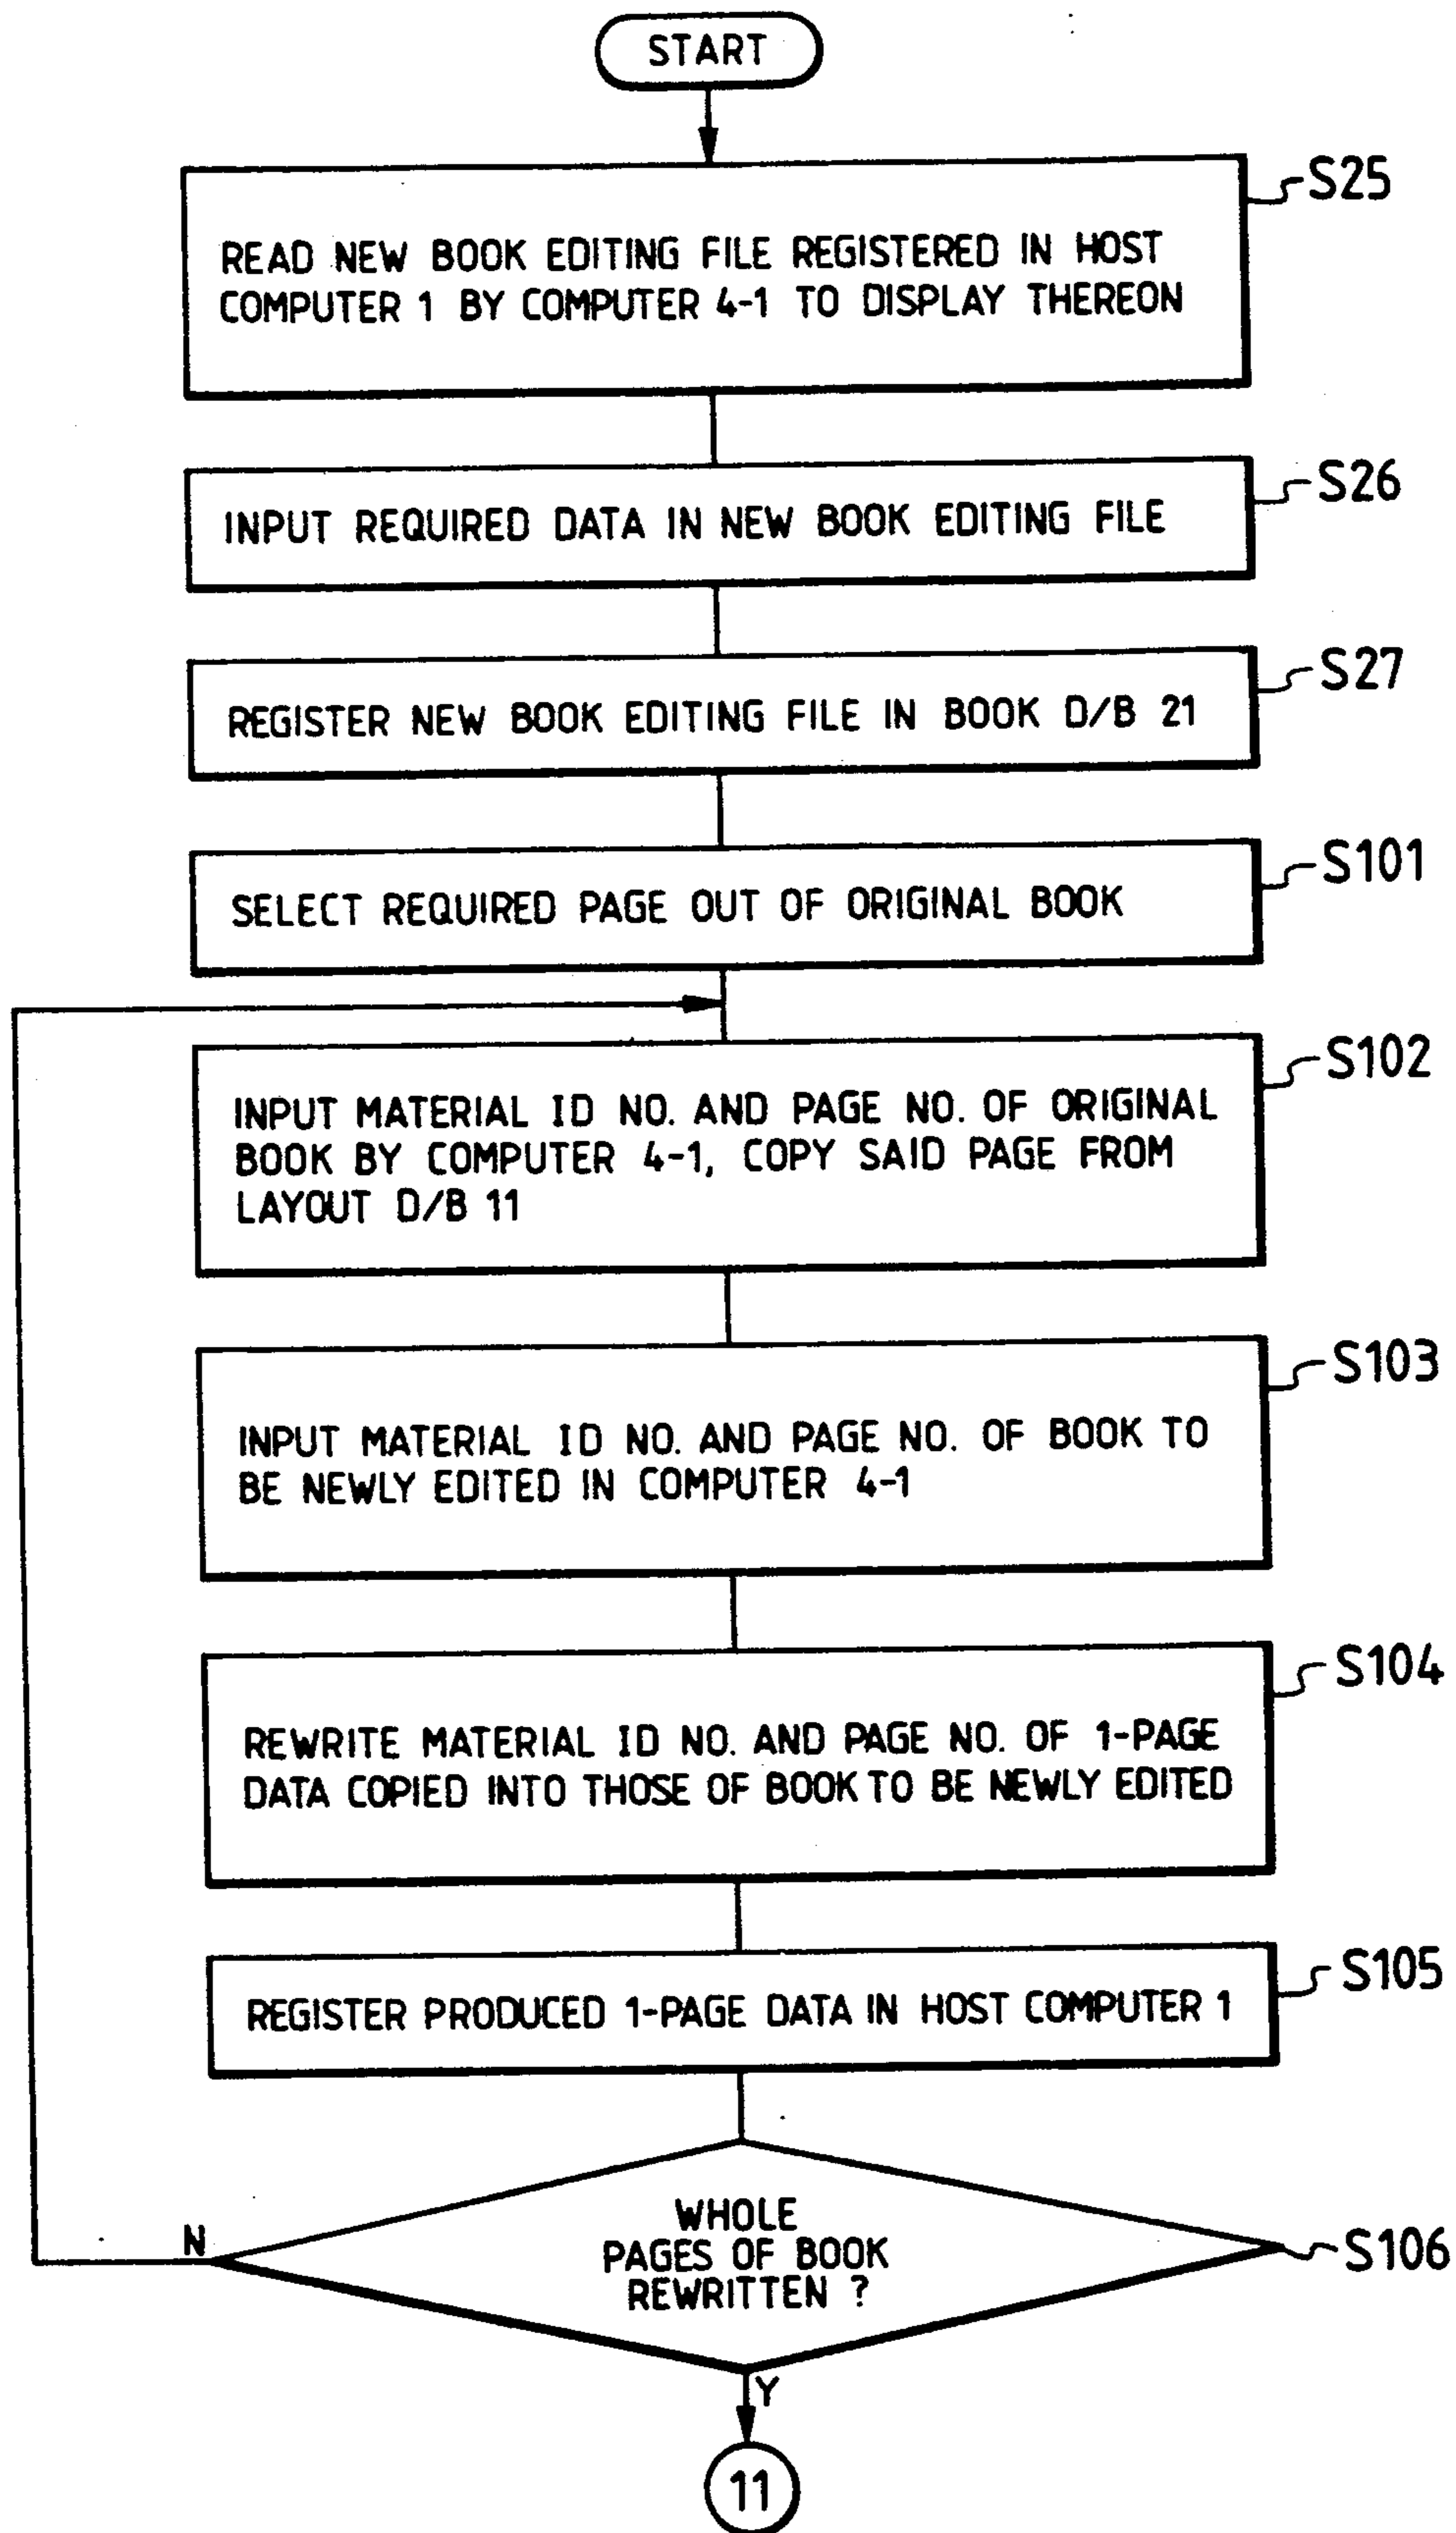 START
S25
READ NEW BOOK EDITING FILE REGISTERED IN HOST
COMPUTER 1 BY COMPUTER 4-1 TO DISPLAY THEREON
S26
INPUT REQUIRED DATA IN NEW BOOK EDITING FILE
S27
REGISTER NEW BOOK EDITING FILE IN BOOK D/B 21
S101
SELECT REQUIRED PAGE OUT OF ORIGINAL BOOK
S102
INPUT MATERIAL ID NO. AND PAGE NO. OF ORIGINAL
BOOK BY COMPUTER 4-1, COPY SAID PAGE FROM
LAYOUT D/B 11
S103
INPUT MATERIAL ID NO. AND PAGE NO. OF BOOK TO
BE NEWLY EDITED IN COMPUTER 4-1
S104
REWRITE MATERIAL ID NO. AND PAGE NO. OF 1-PAGE
DATA COPIED INTO THOSE OF BOOK TO BE NEWLY EDITED
S105
REGISTER PRODUCED 1-PAGE DATA IN HOST COMPUTER 1
N
WHOLE
PAGES OF BOOK
REWRITTEN ?
S106
Y
11